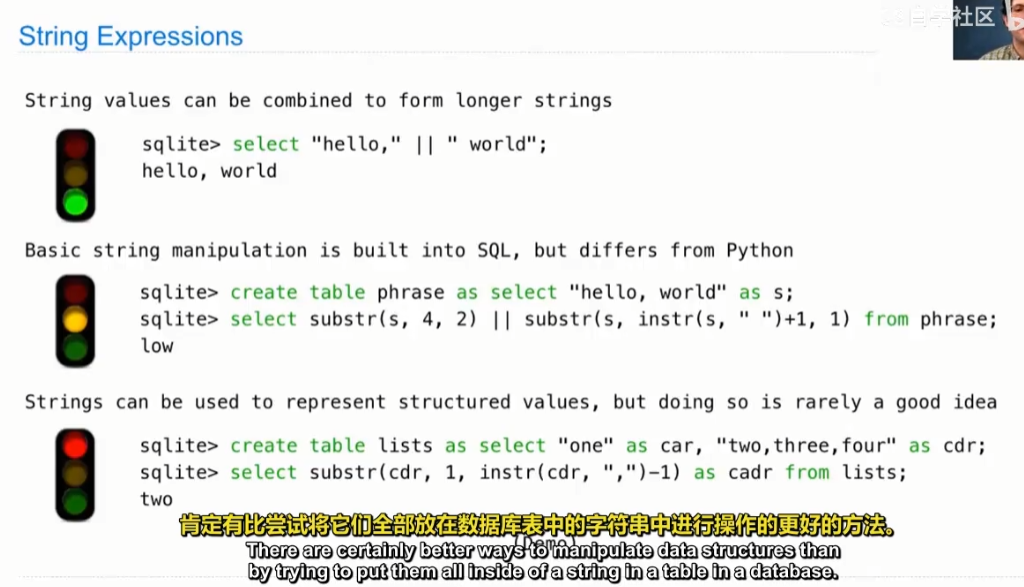 自学社区
String Expressions
String values can be combined to form longer strings
sqlite> select "hello," || " world";
hello, world
Basic string manipulation is built into SQL, but differs from Python
sqlite> create table phrase as select "hello, world" as s;
sqlite> select substr(s, 4, 2) || substr(s, instr(s, " ")+1, 1) from phrase;
low
Strings can be used to represent structured values, but doing so is rarely a good idea
sqlite> create table lists as select "one" as car, "two,three,four" as cdr;
sqlite> select substr(cdr, 1, instr(cdr, ",")-1) as cadr from lists;
two
肯定有比尝试将它们全部放在数据库表中的字符串中进行操作的更好的方法。
(Demo)
There are certainly better ways to manipulate data structures than
by trying to put them all inside of a string in a table in a database.